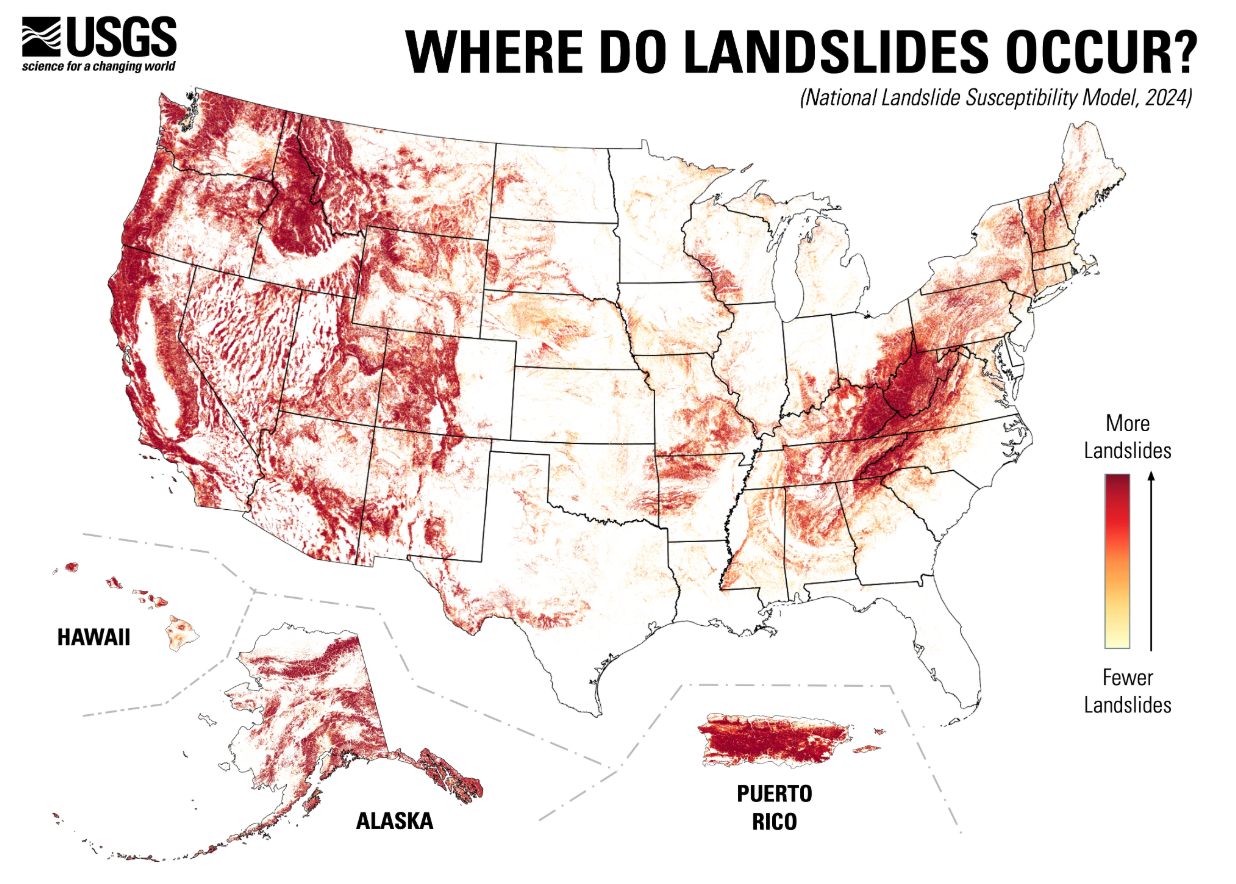 USGS
science for a changing world
WHERE DO LANDSLIDES OCCUR?
(National Landslide Susceptibility Model, 2024)
More
Landslides
Fewer
Landslides
HAWAII
ALASKA
PUERTO
RICO